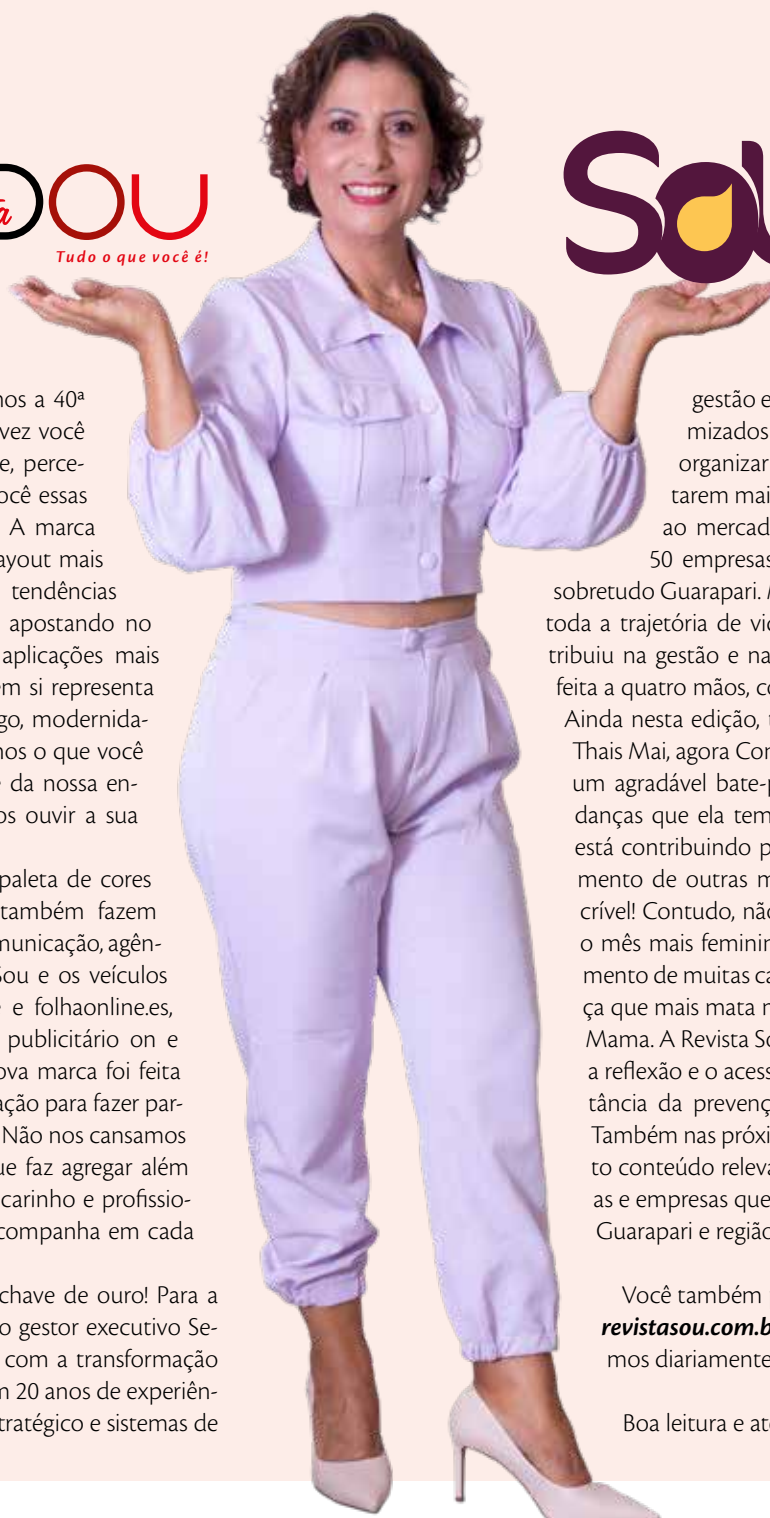 Tudo o que você é!
Sou
nos a 40ª
vez você
e, perce-
ocê essas
A marca
ayout mais
tendências
apostando no
aplicações mais
em si representa
go, modernida-
nos o que você
da nossa en-
os ouvir a sua
paleta de cores
também fazem
municação, agên-
Sou e os veículos
e folhaonline.es,
publicitário on e
ova marca foi feita
ação para fazer par-
Não nos cansamos
ue faz agregar além
carinho e profissio-
companha em cada
chave de ouro! Para a
o gestor executivo Se-
com a transformação
m 20 anos de experiên-
tratégico e sistemas de
gestão e
mizados
organizar
tarem mai
ao mercad
50 empresas
sobretudo Guarapari.
toda a trajetória de vi
tribuiu na gestão e na
feita a quatro mãos, co
Ainda nesta edição,
Thais Mai, agora Con
um agradável bate-p
danças que ela tem
está contribuindo p
mento de outras m
crível! Contudo, não
o mês mais feminin
mento de muitas ca
ça que mais mata m
Mama. A Revista So
a reflexão e o acess
tância da prevenç
Também nas próxi
to conteúdo releva
as e empresas que
Guarapari e região
Você também
revistasou.com.b
mos diariamente
Boa leitura e até